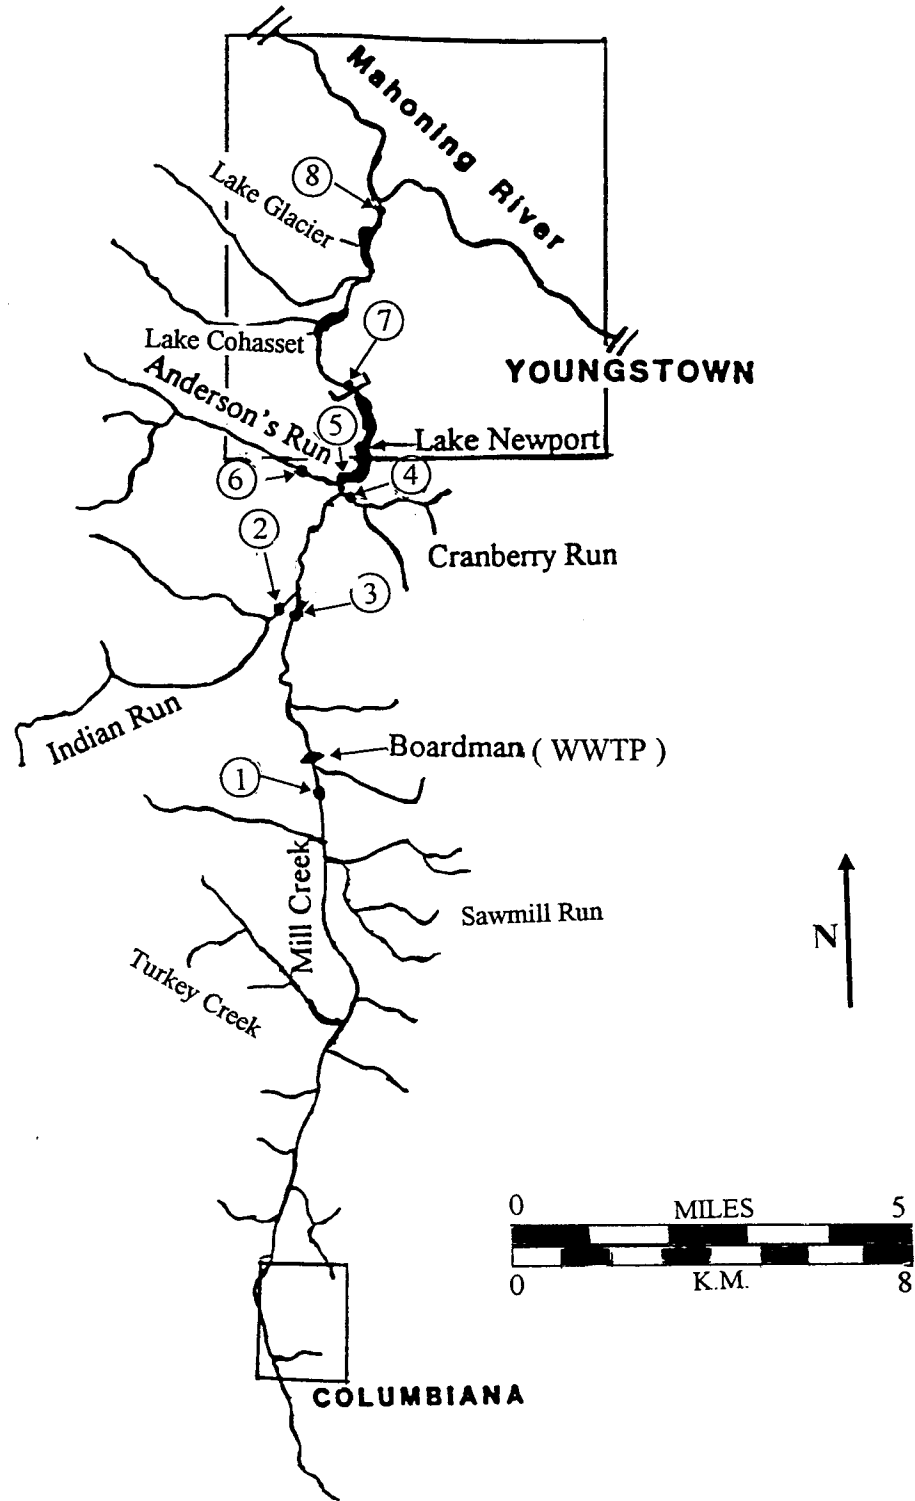 Mahoning River
8
Lake Glacier
7
Lake Cohasset
YOUNGSTOWN
Anderson's Run
5
Lake Newport
6
4
2
Cranberry Run
3
Indian Run
Boardman ( WWTP )
1
Mill Creek
Sawmill Run
N
Turkey Creek
0 MILES 5
0 K.M. 8
COLUMBIANA